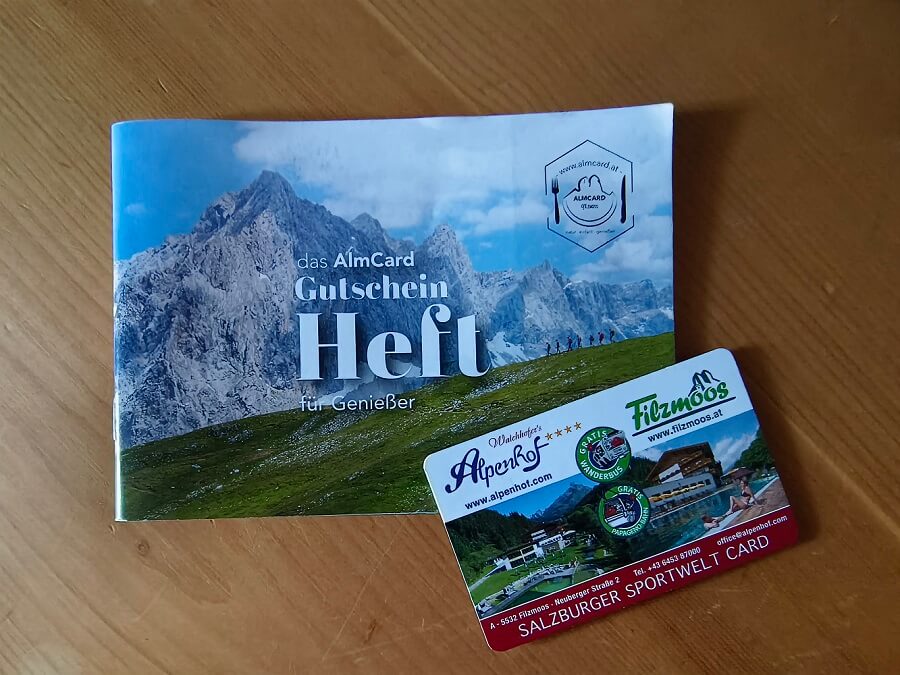 www.almcard.at
ALMCARD
das AlmCard
Gutschein
Heft
für Genießer
Walchhofer's
Alpenhof
www.alpenhof.com
Filzmoos
www.filzmoos.at
GRATIS
WANDERBUS
GRATIS
PAPAGENOBAHN
A - 5532 Filzmoos · Neuberger Straße 2 Tel. +43 6453 87000 office@alpenhof.com
SALZBURGER SPORTWELT CARD